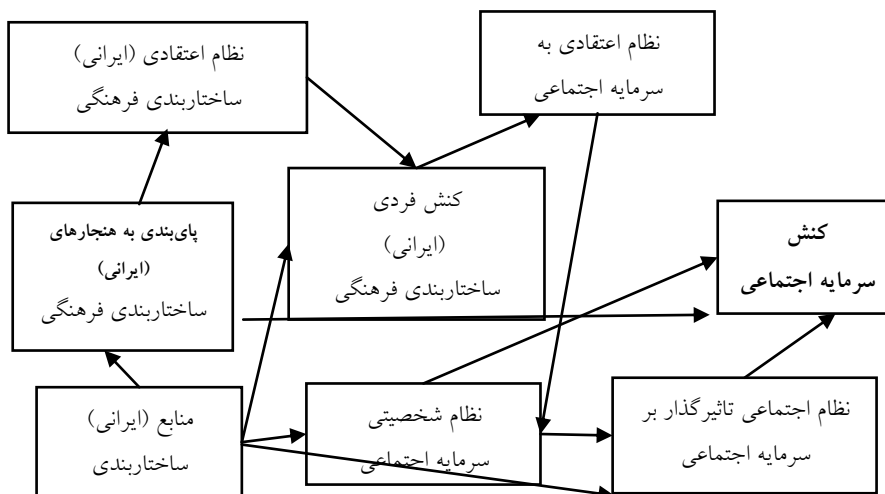 نظام اعتقادی (ایرانی)
ساختاربندی فرهنگی
نظام اعتقادی به
سرمایه اجتماعی
کنش فردی
(ایرانی)
ساختاربندی فرهنگی
پای‌بندی به هنجارهای
(ایرانی)
ساختاربندی فرهنگی
کنش
سرمایه اجتماعی
منابع (ایرانی)
ساختاربندی
نظام شخصیتی
سرمایه اجتماعی
نظام اجتماعی تاثیرگذار بر
سرمایه اجتماعی